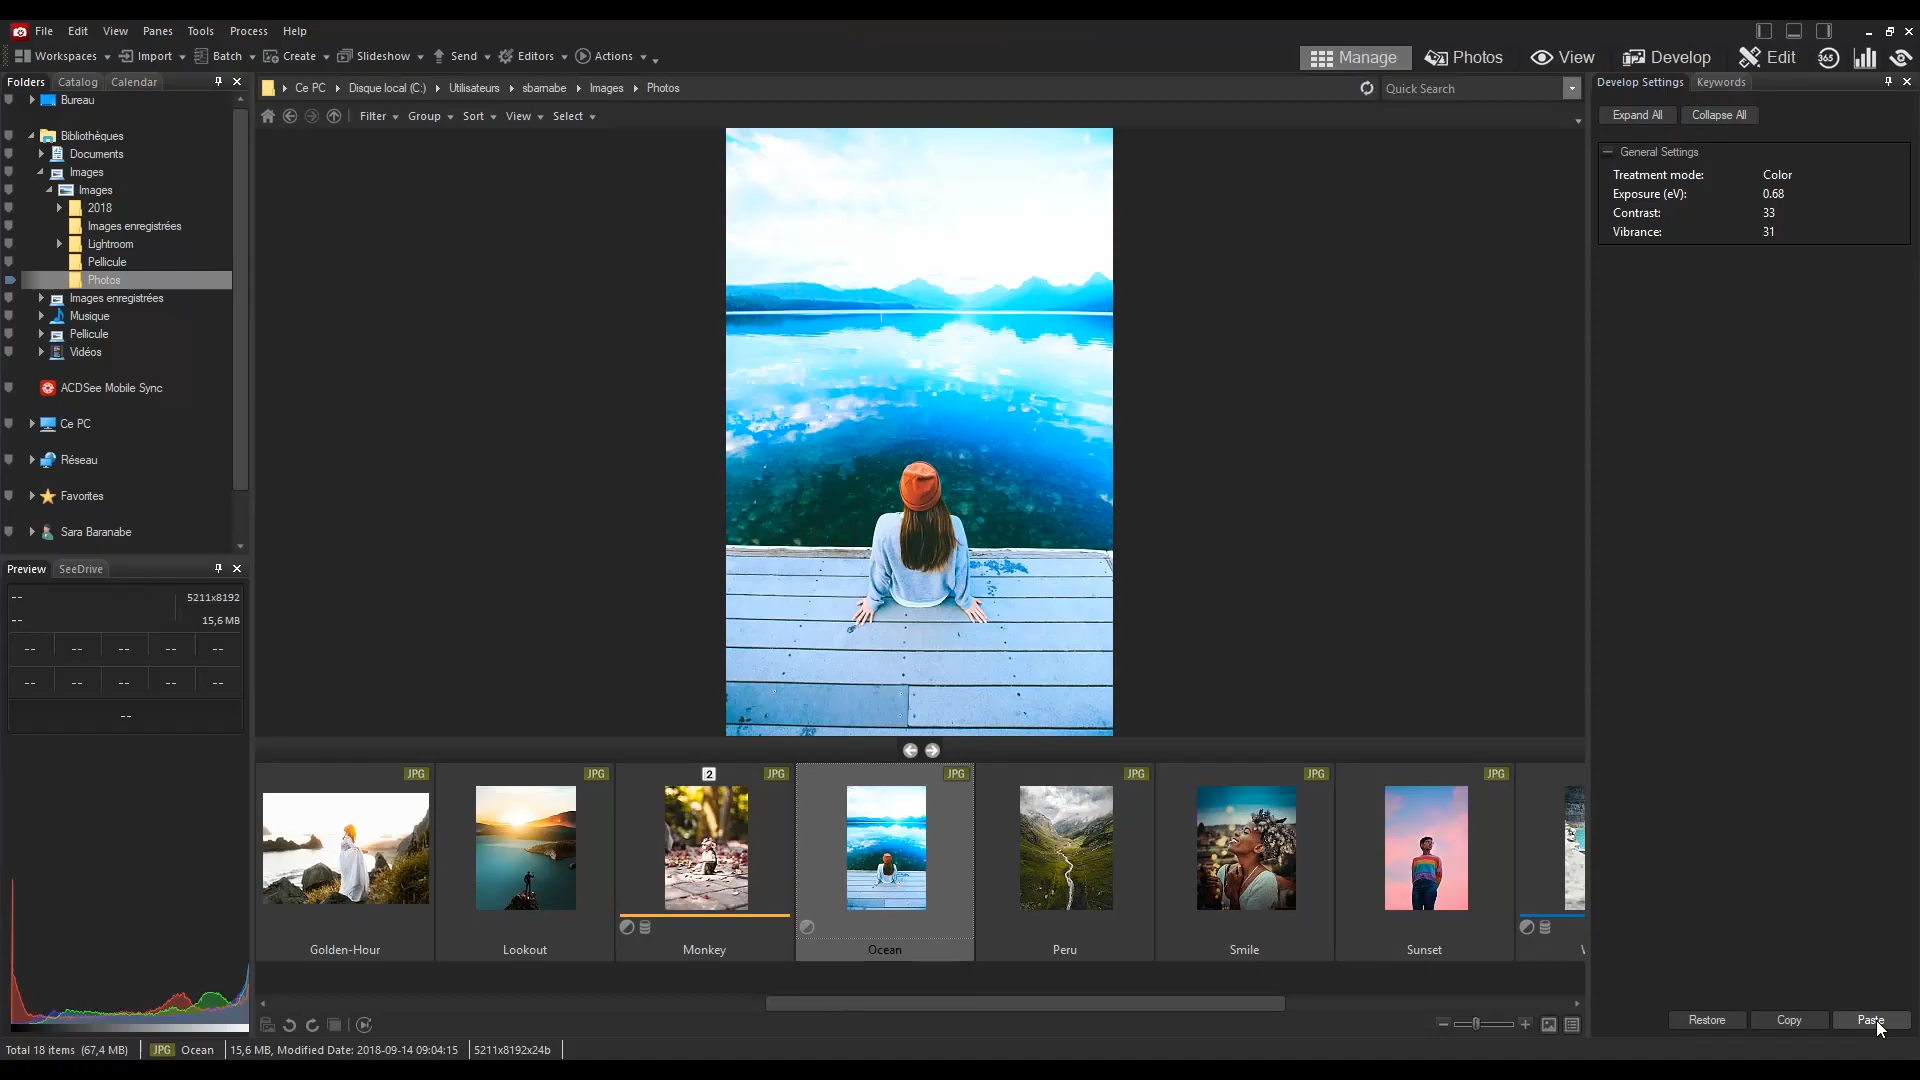 File Edit View Panes Tools Process Help
Workspaces Import Batch Create Slideshow Send Editors Actions
Manage Photos View Develop Edit 365
Folders Catalog Calendar
Ce PC Disque local (C:) Utilisateurs sbarnabe Images Photos
Quick Search
Develop Settings Keywords
Filter Group Sort View Select
Expand All Collapse All
General Settings
Treatment mode: Color
Exposure (eV): 0.68
Contrast: 33
Vibrance: 31
Bureau
Bibliothèques
Documents
Images
Images
2018
Images enregistrées
Lightroom
Pellicule
Photos
Images enregistrées
Musique
Pellicule
Vidéos
ACDSee Mobile Sync
Ce PC
Réseau
Favorites
Sara Baranabe
Preview SeeDrive
-- 5211x8192
-- 15,6 MB
-- -- -- -- --
-- -- -- -- --
--
JPG JPG 2 JPG JPG JPG JPG JPG
Golden-Hour Lookout Monkey Ocean Peru Smile Sunset
Restore Copy Paste
Total 18 items (67,4 MB) JPG Ocean 15,6 MB, Modified Date: 2018-09-14 09:04:15 5211x8192x24b